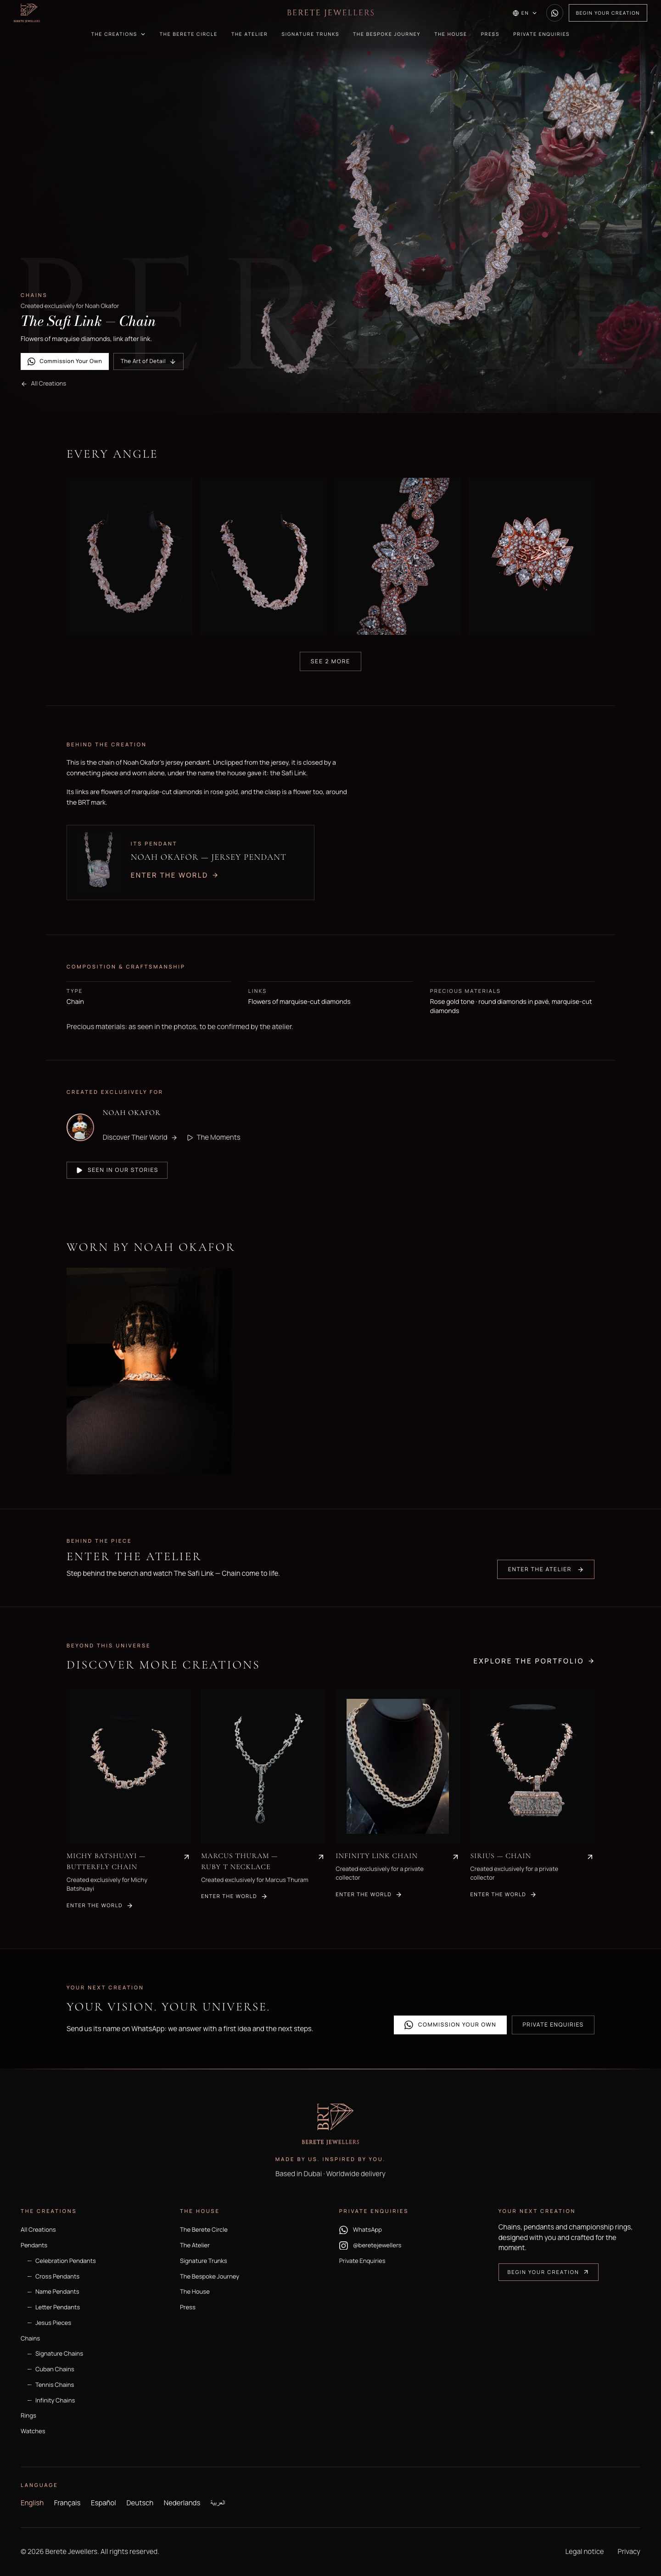 BERETE JEWELLERS
BERETE JEWELLERS
EN
BEGIN YOUR CREATION
THE CREATIONS
THE BERETE CIRCLE
THE ATELIER
SIGNATURE TRUNKS
THE BESPOKE JOURNEY
THE HOUSE
PRESS
PRIVATE ENQUIRIES
BER
CHAINS
Created exclusively for Noah Okafor
The Safi Link — Chain
Flowers of marquise diamonds, link after link.
Commission Your Own
The Art of Detail
All Creations
EVERY ANGLE
SEE 2 MORE
BEHIND THE CREATION
This is the chain of Noah Okafor's jersey pendant. Unclipped from the jersey, it is closed by a
connecting piece and worn alone, under the name the house gave it: the Safi Link.
Its links are flowers of marquise-cut diamonds in rose gold, and the clasp is a flower too, around
the BRT mark.
ITS PENDANT
NOAH OKAFOR — JERSEY PENDANT
ENTER THE WORLD
COMPOSITION & CRAFTSMANSHIP
TYPE
Chain
LINKS
Flowers of marquise-cut diamonds
PRECIOUS MATERIALS
Rose gold tone · round diamonds in pavé, marquise-cut
diamonds
Precious materials: as seen in the photos, to be confirmed by the atelier.
CREATED EXCLUSIVELY FOR
NOAH OKAFOR
Discover Their World
The Moments
SEEN IN OUR STORIES
WORN BY NOAH OKAFOR
BEHIND THE PIECE
ENTER THE ATELIER
Step behind the bench and watch The Safi Link — Chain come to life.
ENTER THE ATELIER
BEYOND THIS UNIVERSE
DISCOVER MORE CREATIONS
EXPLORE THE PORTFOLIO
MICHY BATSHUAYI —
BUTTERFLY CHAIN
Created exclusively for Michy
Batshuayi
ENTER THE WORLD
MARCUS THURAM —
RUBY T NECKLACE
Created exclusively for Marcus Thuram
ENTER THE WORLD
INFINITY LINK CHAIN
Created exclusively for a private
collector
ENTER THE WORLD
SIRIUS — CHAIN
Created exclusively for a private
collector
ENTER THE WORLD
YOUR NEXT CREATION
YOUR VISION. YOUR UNIVERSE.
Send us its name on WhatsApp: we answer with a first idea and the next steps.
COMMISSION YOUR OWN
PRIVATE ENQUIRIES
BRT
BERETE JEWELLERS
MADE BY US. INSPIRED BY YOU.
Based in Dubai · Worldwide delivery
THE CREATIONS
All Creations
Pendants
— Celebration Pendants
— Cross Pendants
— Name Pendants
— Letter Pendants
— Jesus Pieces
Chains
— Signature Chains
— Cuban Chains
— Tennis Chains
— Infinity Chains
Rings
Watches
THE HOUSE
The Berete Circle
The Atelier
Signature Trunks
The Bespoke Journey
The House
Press
PRIVATE ENQUIRIES
WhatsApp
@beretejewellers
Private Enquiries
YOUR NEXT CREATION
Chains, pendants and championship rings,
designed with you and crafted for the
moment.
BEGIN YOUR CREATION
LANGUAGE
English
Français
Español
Deutsch
Nederlands
العربية
© 2026 Berete Jewellers. All rights reserved.
Legal notice
Privacy